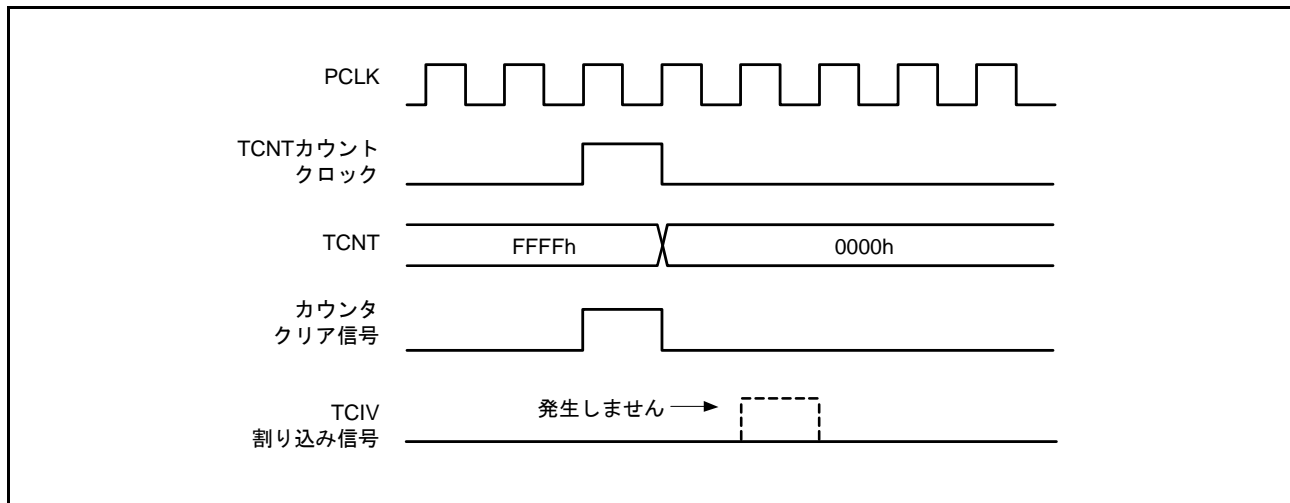 PCLK
TCNTカウント
クロック
TCNT
FFFFh
0000h
カウンタ
クリア信号
TCIV
割り込み信号
発生しません